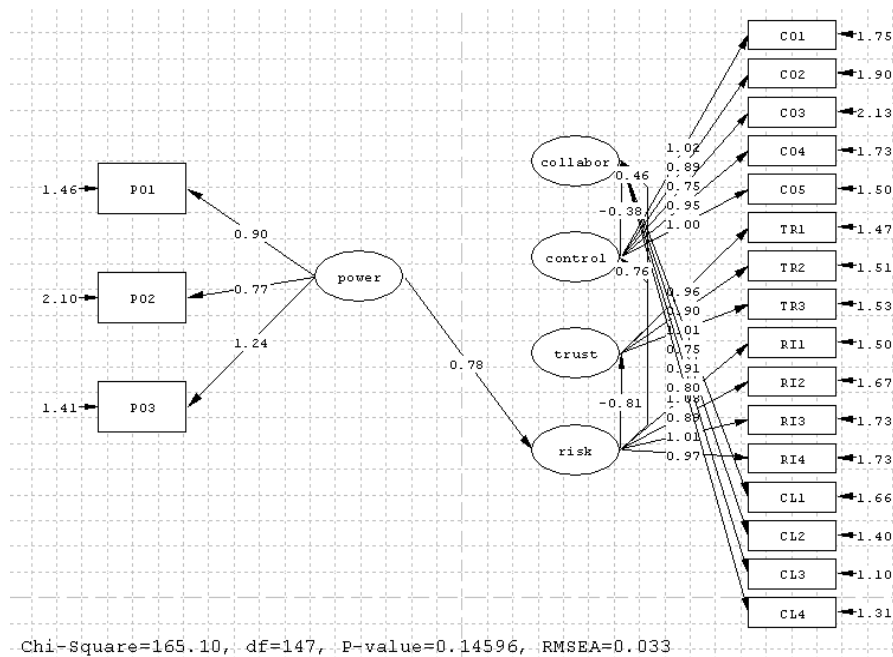 CO1 1.75
CO2 1.90
CO3 2.13
1.02
collabor 0.46 0.89
CO4 1.73
1.46 PO1 0.75
CO5 1.50
0.95
-0.38
1.00
TR1 1.47
0.90
control 0.76
TR2 1.51
power
2.10 PO2 0.77
0.96
TR3 1.53
0.90
1.01
1.24
RI1 1.50
trust 0.75
0.78 0.91
RI2 1.67
0.80
1.41 PO3 -0.81
0.89
RI3 1.73
1.01
risk 0.97
RI4 1.73
CL1 1.66
CL2 1.40
CL3 1.10
CL4 1.31
Chi-Square=165.10, df=147, P-value=0.14596, RMSEA=0.033